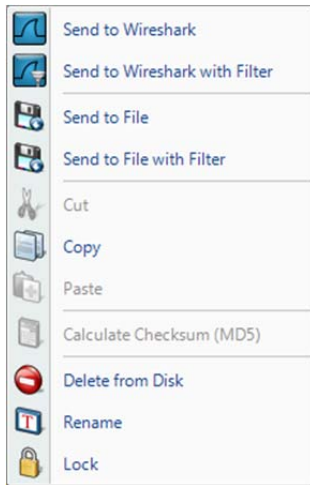 Send to Wireshark
Send to Wireshark with Filter
Send to File
Send to File with Filter
Cut
Copy
Paste
Calculate Checksum (MD5)
Delete from Disk
T Rename
Lock